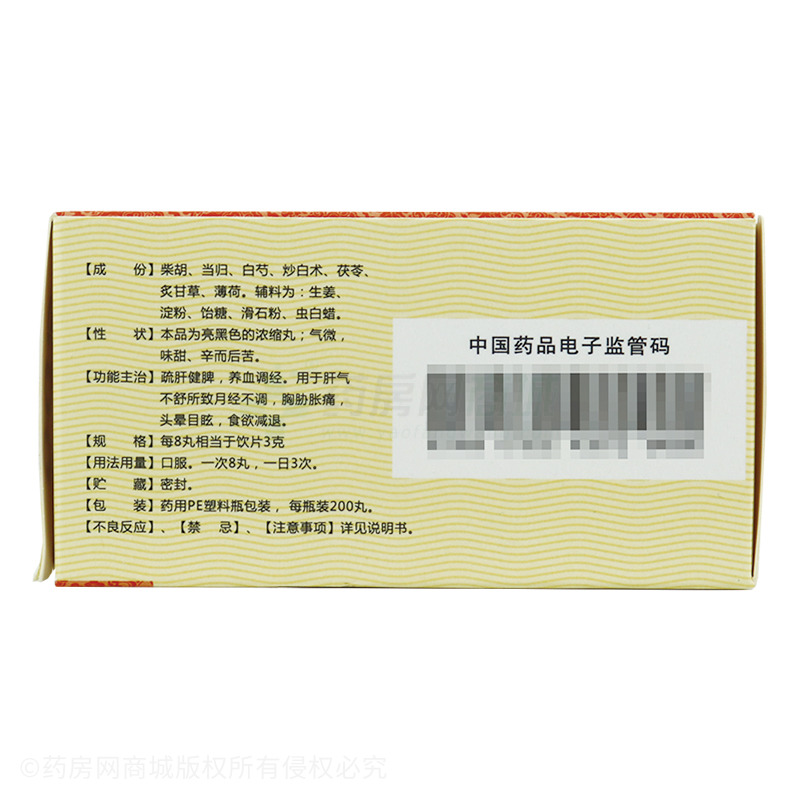 【成　份】柴胡、当归、白芍、炒白术、茯苓、
炙甘草、薄荷。辅料为：生姜、
淀粉、饴糖、滑石粉、虫白蜡。
【性　状】本品为亮黑色的浓缩丸；气微，
味甜、辛而后苦。
【功能主治】疏肝健脾，养血调经。用于肝气
不舒所致月经不调，胸胁胀痛，
头晕目眩，食欲减退。
【规　格】每8丸相当于饮片3克
【用法用量】口服。一次8丸，一日3次。
【贮　藏】密封。
【包　装】药用PE塑料瓶包装，每瓶装200丸。
【不良反应】、【禁　忌】、【注意事项】详见说明书。
中国药品电子监管码
©药房网商城版权所有侵权必究